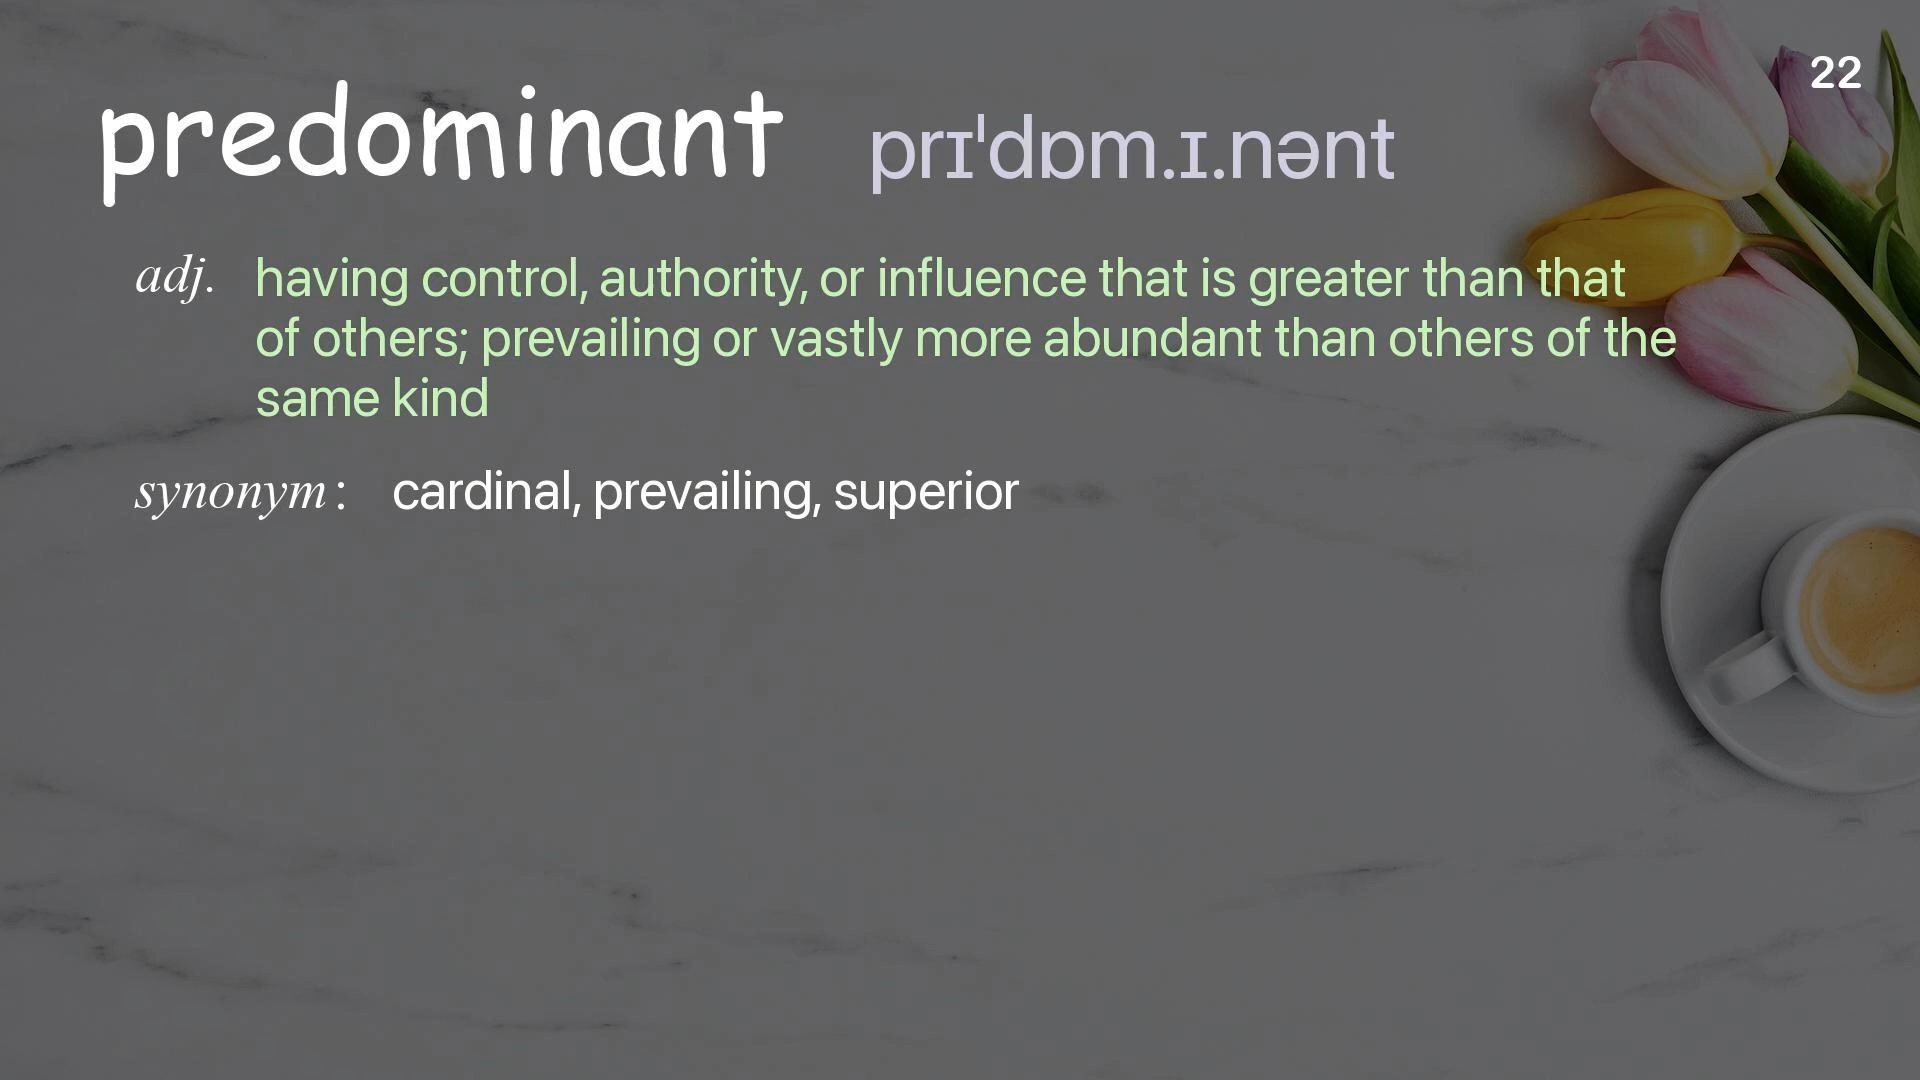 22
predominant prɪˈdɒm.ɪ.nənt
adj. having control, authority, or influence that is greater than that
of others; prevailing or vastly more abundant than others of the
same kind
synonym: cardinal, prevailing, superior